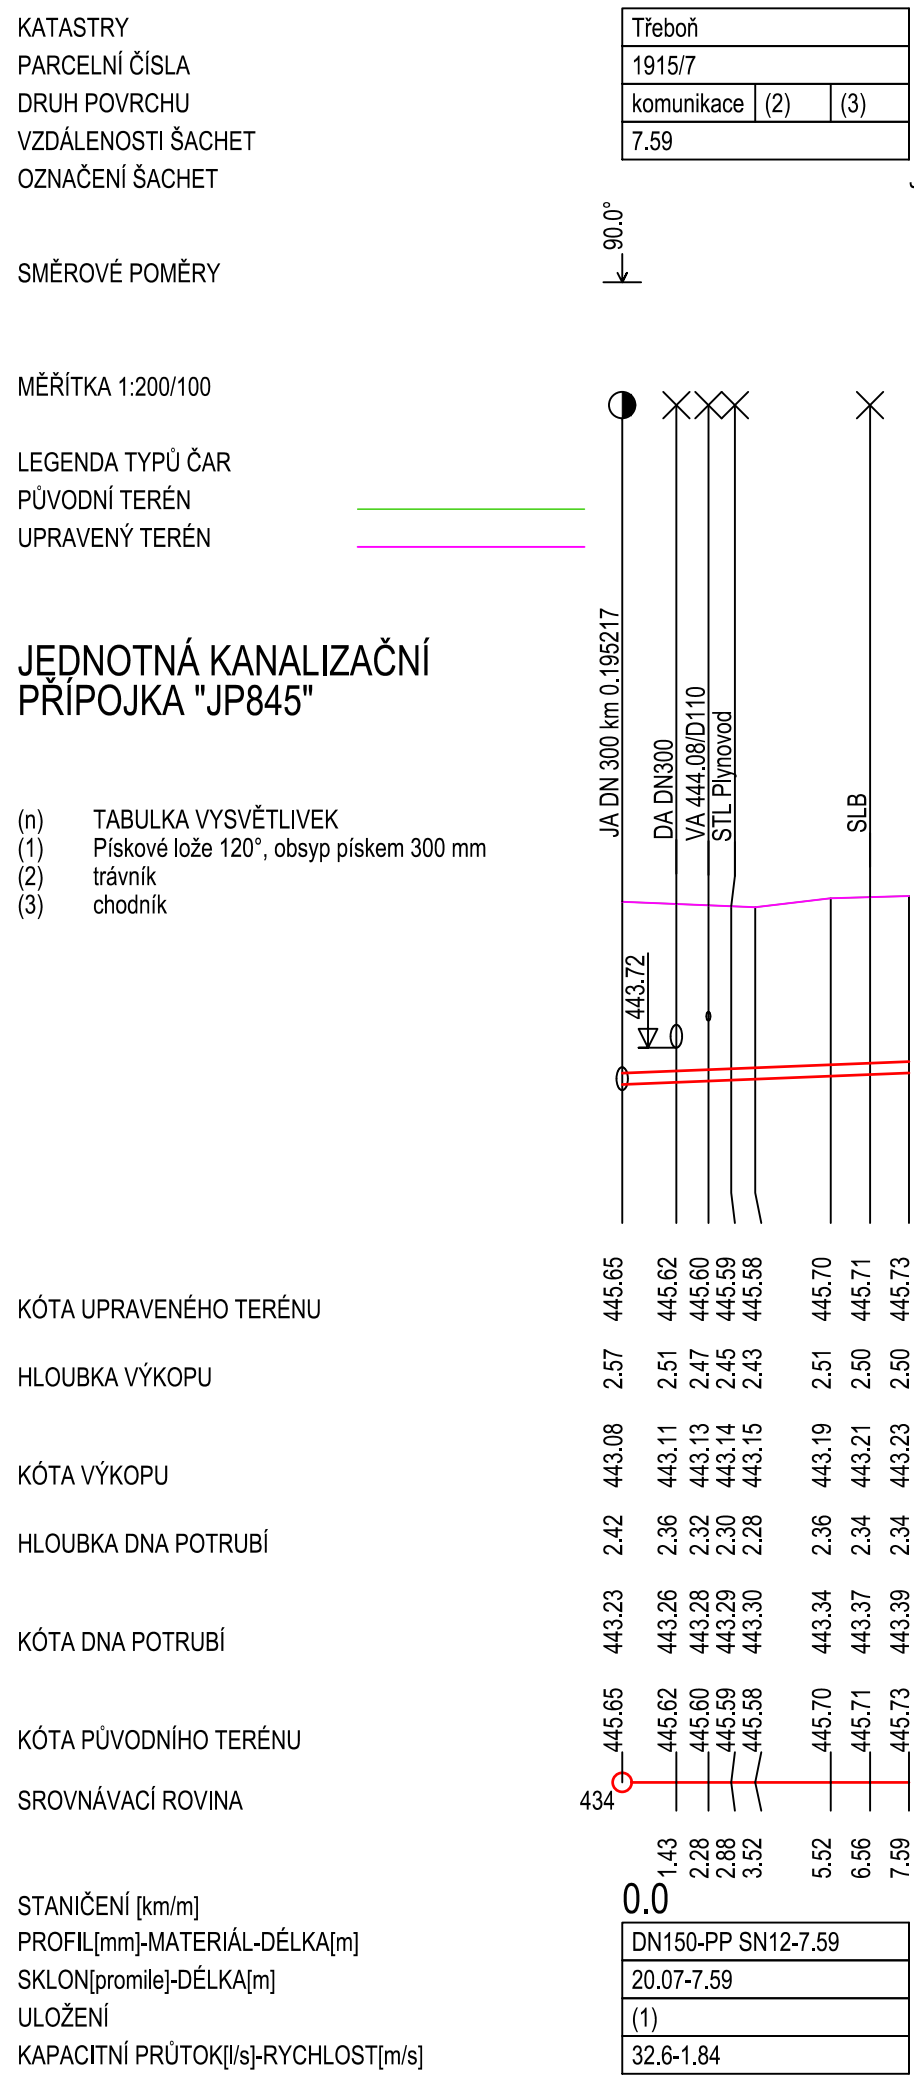 KATASTRY Třeboň
PARCELNÍ ČÍSLA 1915/7
DRUH POVRCHU komunikace (2) (3)
VZDÁLENOSTI ŠACHET 7.59
OZNAČENÍ ŠACHET
90.0°
SMĚROVÉ POMĚRY
MĚŘÍTKA 1:200/100
LEGENDA TYPŮ ČAR
PŮVODNÍ TERÉN
UPRAVENÝ TERÉN
JEDNOTNÁ KANALIZAČNÍ
PŘÍPOJKA "JP845"
JA DN 300 km 0.195217
DA DN300
VA 444.08/D110
STL Plynovod
SLB
(n) TABULKA VYSVĚTLIVEK
(1) Pískové lože 120°, obsyp pískem 300 mm
(2) trávník
(3) chodník
443.72
KÓTA UPRAVENÉHO TERÉNU 445.65 445.62 445.60 445.59 445.58 445.70 445.71 445.73
HLOUBKA VÝKOPU 2.57 2.51 2.47 2.45 2.43 2.51 2.50 2.50
KÓTA VÝKOPU 443.08 443.11 443.13 443.14 443.15 443.19 443.21 443.23
HLOUBKA DNA POTRUBÍ 2.42 2.36 2.32 2.30 2.28 2.36 2.34 2.34
KÓTA DNA POTRUBÍ 443.23 443.26 443.28 443.29 443.30 443.34 443.37 443.39
KÓTA PŮVODNÍHO TERÉNU 445.65 445.62 445.60 445.59 445.58 445.70 445.71 445.73
SROVNÁVACÍ ROVINA 434
STANIČENÍ [km/m] 0.0 1.43 2.28 2.88 3.52 5.52 6.56 7.59
PROFIL[mm]-MATERIÁL-DÉLKA[m] DN150-PP SN12-7.59
SKLON[promile]-DÉLKA[m] 20.07-7.59
ULOŽENÍ (1)
KAPACITNÍ PRŮTOK[l/s]-RYCHLOST[m/s] 32.6-1.84